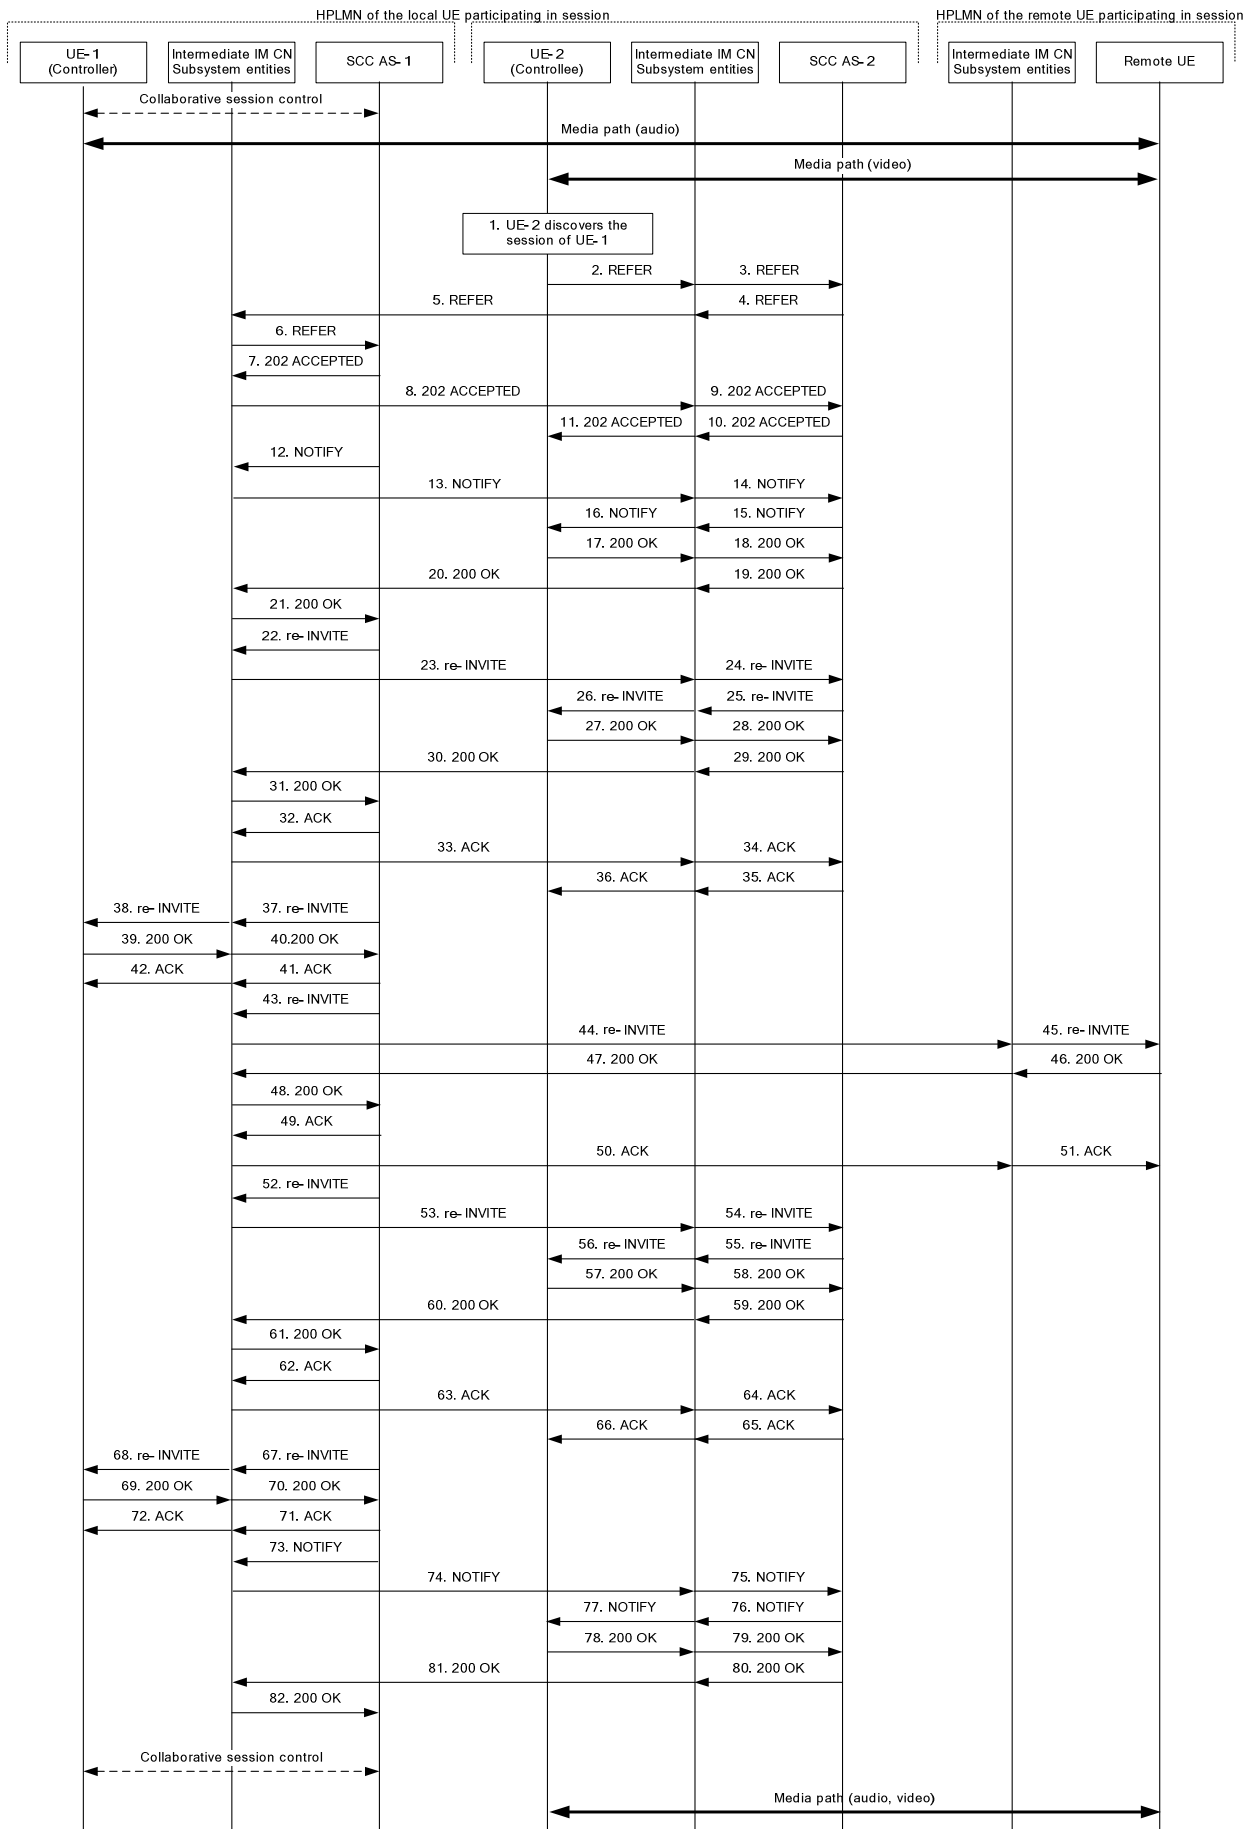 HPLMN of the local UE participating in session
HPLMN of the remote UE participating in session
UE-1
(Controller)
Intermediate IM CN
Subsystem entities
SCC AS-1
UE-2
(Controllee)
Intermediate IM CN
Subsystem entities
SCC AS-2
Intermediate IM CN
Subsystem entities
Remote UE
Collaborative session control
Media path (audio)
Media path (video)
1. UE-2 discovers the
session of UE-1
2. REFER
3. REFER
5. REFER
4. REFER
6. REFER
7. 202 ACCEPTED
8. 202 ACCEPTED
9. 202 ACCEPTED
11. 202 ACCEPTED
10. 202 ACCEPTED
12. NOTIFY
13. NOTIFY
14. NOTIFY
16. NOTIFY
15. NOTIFY
17. 200 OK
18. 200 OK
20. 200 OK
19. 200 OK
21. 200 OK
22. re-INVITE
23. re-INVITE
24. re-INVITE
26. re-INVITE
25. re-INVITE
27. 200 OK
28. 200 OK
30. 200 OK
29. 200 OK
31. 200 OK
32. ACK
33. ACK
34. ACK
36. ACK
35. ACK
38. re-INVITE
37. re-INVITE
39. 200 OK
40.200 OK
42. ACK
41. ACK
43. re-INVITE
44. re-INVITE
45. re-INVITE
47. 200 OK
46. 200 OK
48. 200 OK
49. ACK
50. ACK
51. ACK
52. re-INVITE
53. re-INVITE
54. re-INVITE
56. re-INVITE
55. re-INVITE
57. 200 OK
58. 200 OK
60. 200 OK
59. 200 OK
61. 200 OK
62. ACK
63. ACK
64. ACK
66. ACK
65. ACK
68. re-INVITE
67. re-INVITE
69. 200 OK
70. 200 OK
72. ACK
71. ACK
73. NOTIFY
74. NOTIFY
75. NOTIFY
77. NOTIFY
76. NOTIFY
78. 200 OK
79. 200 OK
81. 200 OK
80. 200 OK
82. 200 OK
Collaborative session control
Media path (audio, video)